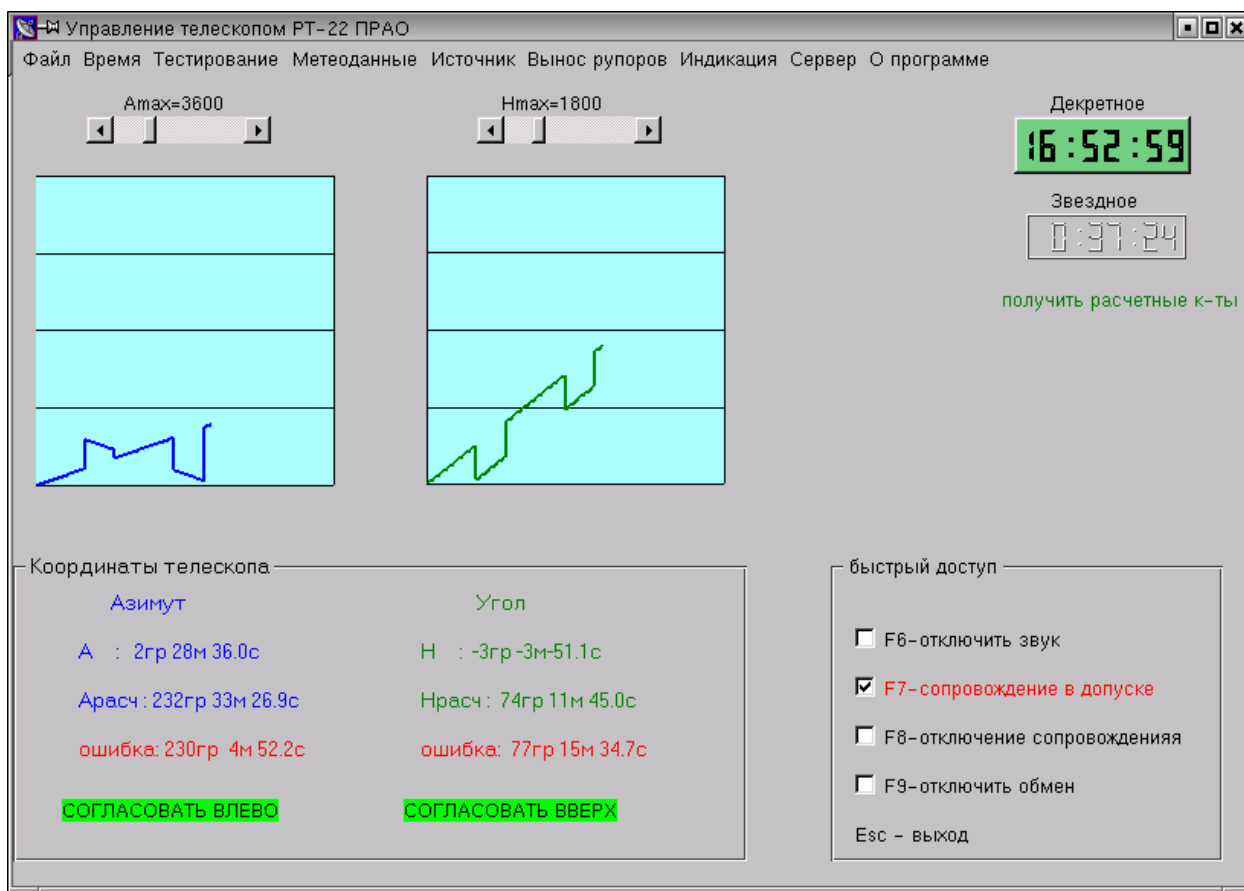 Управление телескопом РТ-22 ПРАО
Файл Время Тестирование Метеоданные Источник Вынос рупоров Индикация Сервер О программе
Amax=3600
Hmax=1800
Декретное
16:52:59
Звездное
0:37:24
получить расчетные к-ты
Координаты телескопа
Азимут
Угол
А : 2гр 28м 36.0с
Н : -3гр -3м-51.1с
Арасч : 232гр 33м 26.9с
Нрасч : 74гр 11м 45.0с
ошибка: 230гр 4м 52.2с
ошибка: 77гр 15м 34.7с
СОГЛАСОВАТЬ ВЛЕВО
СОГЛАСОВАТЬ ВВЕРХ
быстрый доступ
F6-отключить звук
F7-сопровождение в допуске
F8-отключение сопровожденияя
F9-отключить обмен
Esc - выход